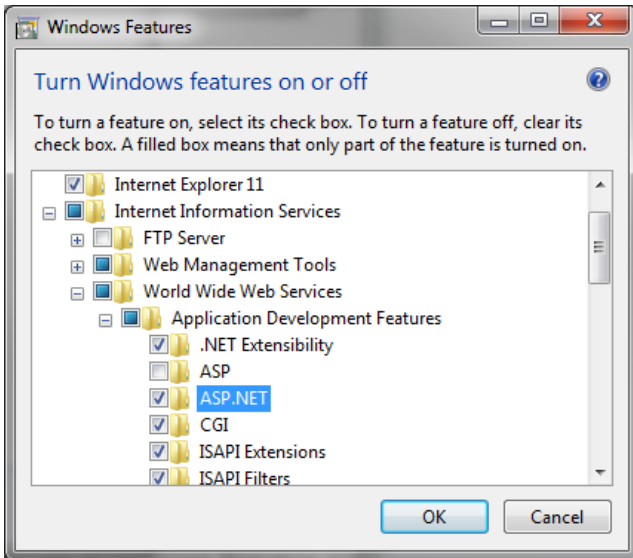 Windows Features
Turn Windows features on or off
To turn a feature on, select its check box. To turn a feature off, clear its
check box. A filled box means that only part of the feature is turned on.
Internet Explorer 11
Internet Information Services
FTP Server
Web Management Tools
World Wide Web Services
Application Development Features
.NET Extensibility
ASP
ASP.NET
CGI
ISAPI Extensions
ISAPI Filters
OK Cancel